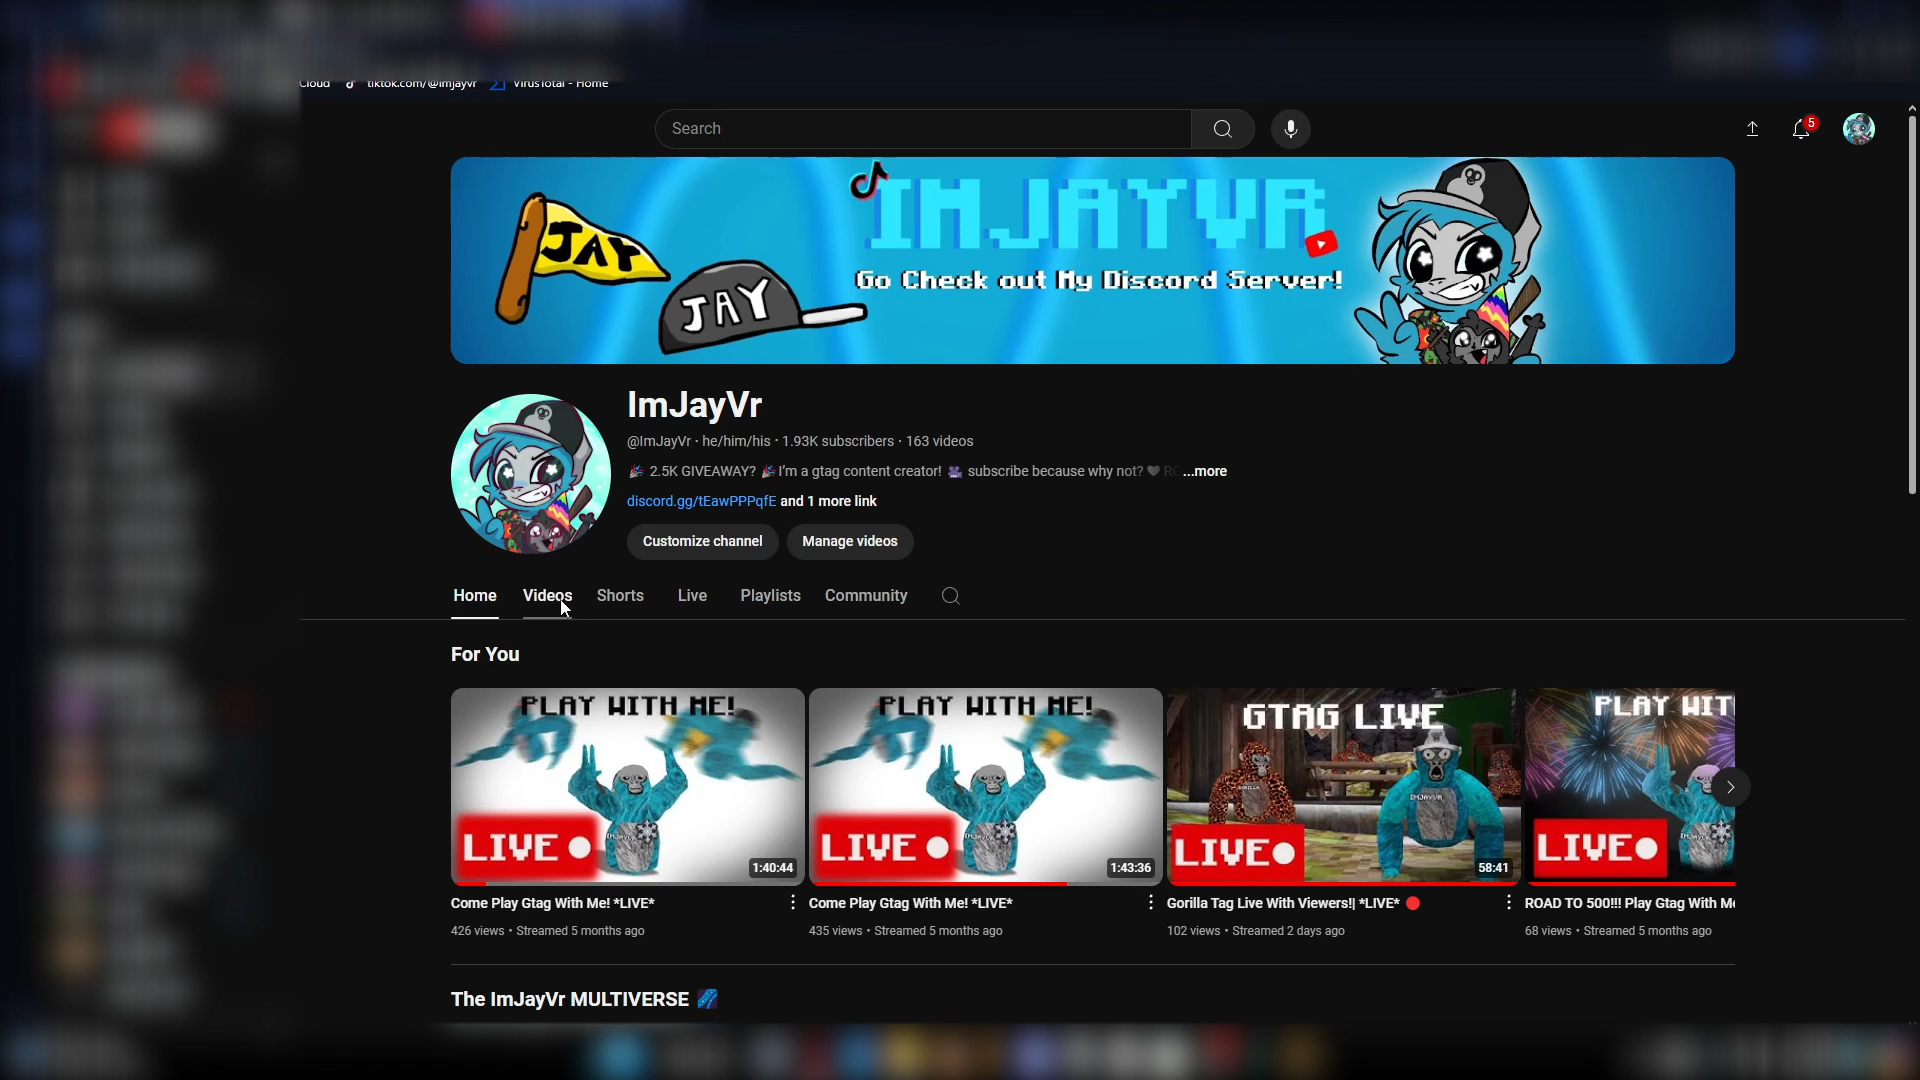 Cloud tiktok.com/@imjayvr VirusTotal - Home
Search
5
IMJAYVR
Go Check out My Discord Server!
JAY
JAY
ImJayVr
@ImJayVr · he/him/his · 1.93K subscribers · 163 videos
🎉 2.5K GIVEAWAY? 🎉I'm a gtag content creator! 🎥 subscribe because why not? 🖤 ...more
discord.gg/tEawPPPqfE and 1 more link
Customize channel Manage videos
Home Videos Shorts Live Playlists Community
For You
PLAY WITH ME!
LIVE
IMJAYVR
1:40:44
PLAY WITH ME!
LIVE
1:43:36
GTAG LIVE
GORILLA
IMJAYVR
LIVE
58:41
PLAY WIT
LIVE
Come Play Gtag With Me! *LIVE*
426 views · Streamed 5 months ago
Come Play Gtag With Me! *LIVE*
435 views · Streamed 5 months ago
Gorilla Tag Live With Viewers!| *LIVE* 🔴
102 views · Streamed 2 days ago
ROAD TO 500!!! Play Gtag With M
68 views · Streamed 5 months ago
The ImJayVr MULTIVERSE 🌌